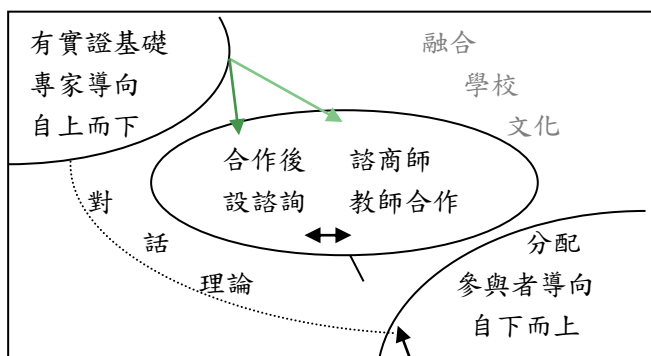 有實證基礎
專家導向
自上而下
融合
學校
文化
合作後 諮商師
設諮詢 教師合作
對
話
理論
分配
參與者導向
自下而上